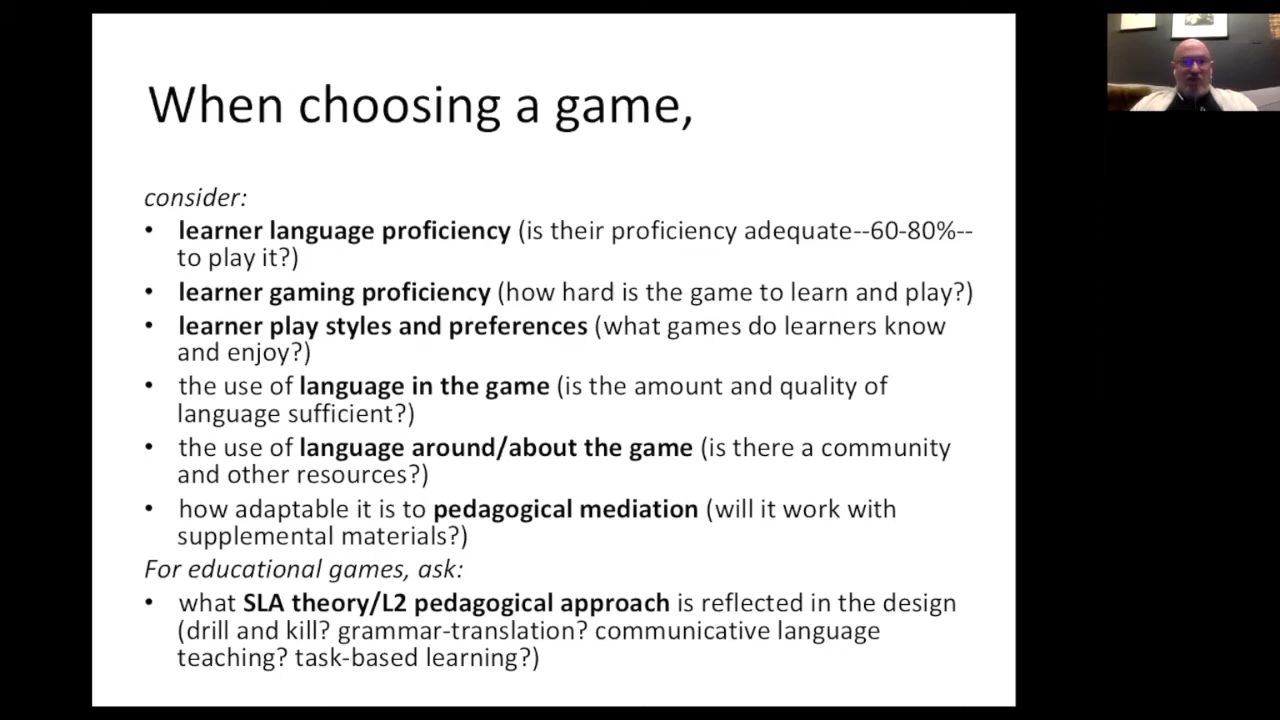 When choosing a game,
consider:
• learner language proficiency (is their proficiency adequate--60-80%--
to play it?)
• learner gaming proficiency (how hard is the game to learn and play?)
• learner play styles and preferences (what games do learners know
and enjoy?)
• the use of language in the game (is the amount and quality of
language sufficient?)
• the use of language around/about the game (is there a community
and other resources?)
• how adaptable it is to pedagogical mediation (will it work with
supplemental materials?)
For educational games, ask:
• what SLA theory/L2 pedagogical approach is reflected in the design
(drill and kill? grammar-translation? communicative language
teaching? task-based learning?)